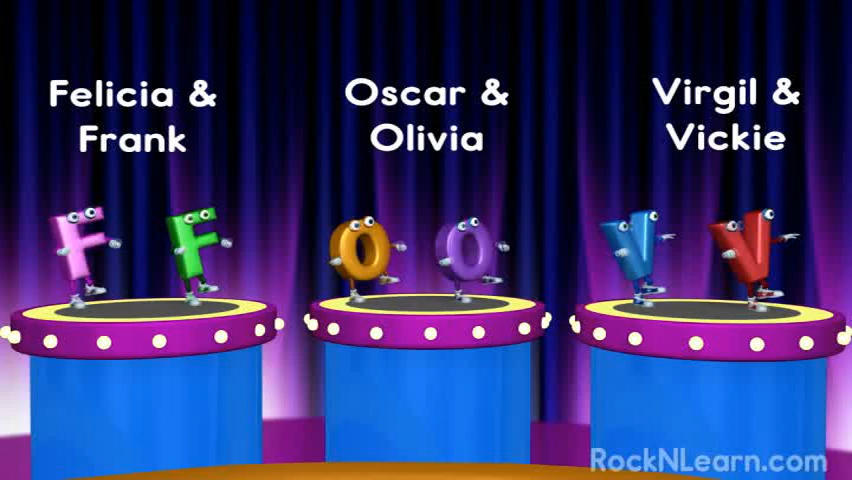 Felicia &
Frank
Oscar &
Olivia
Virgil &
Vickie
F F O O V V
RockNLearn.com